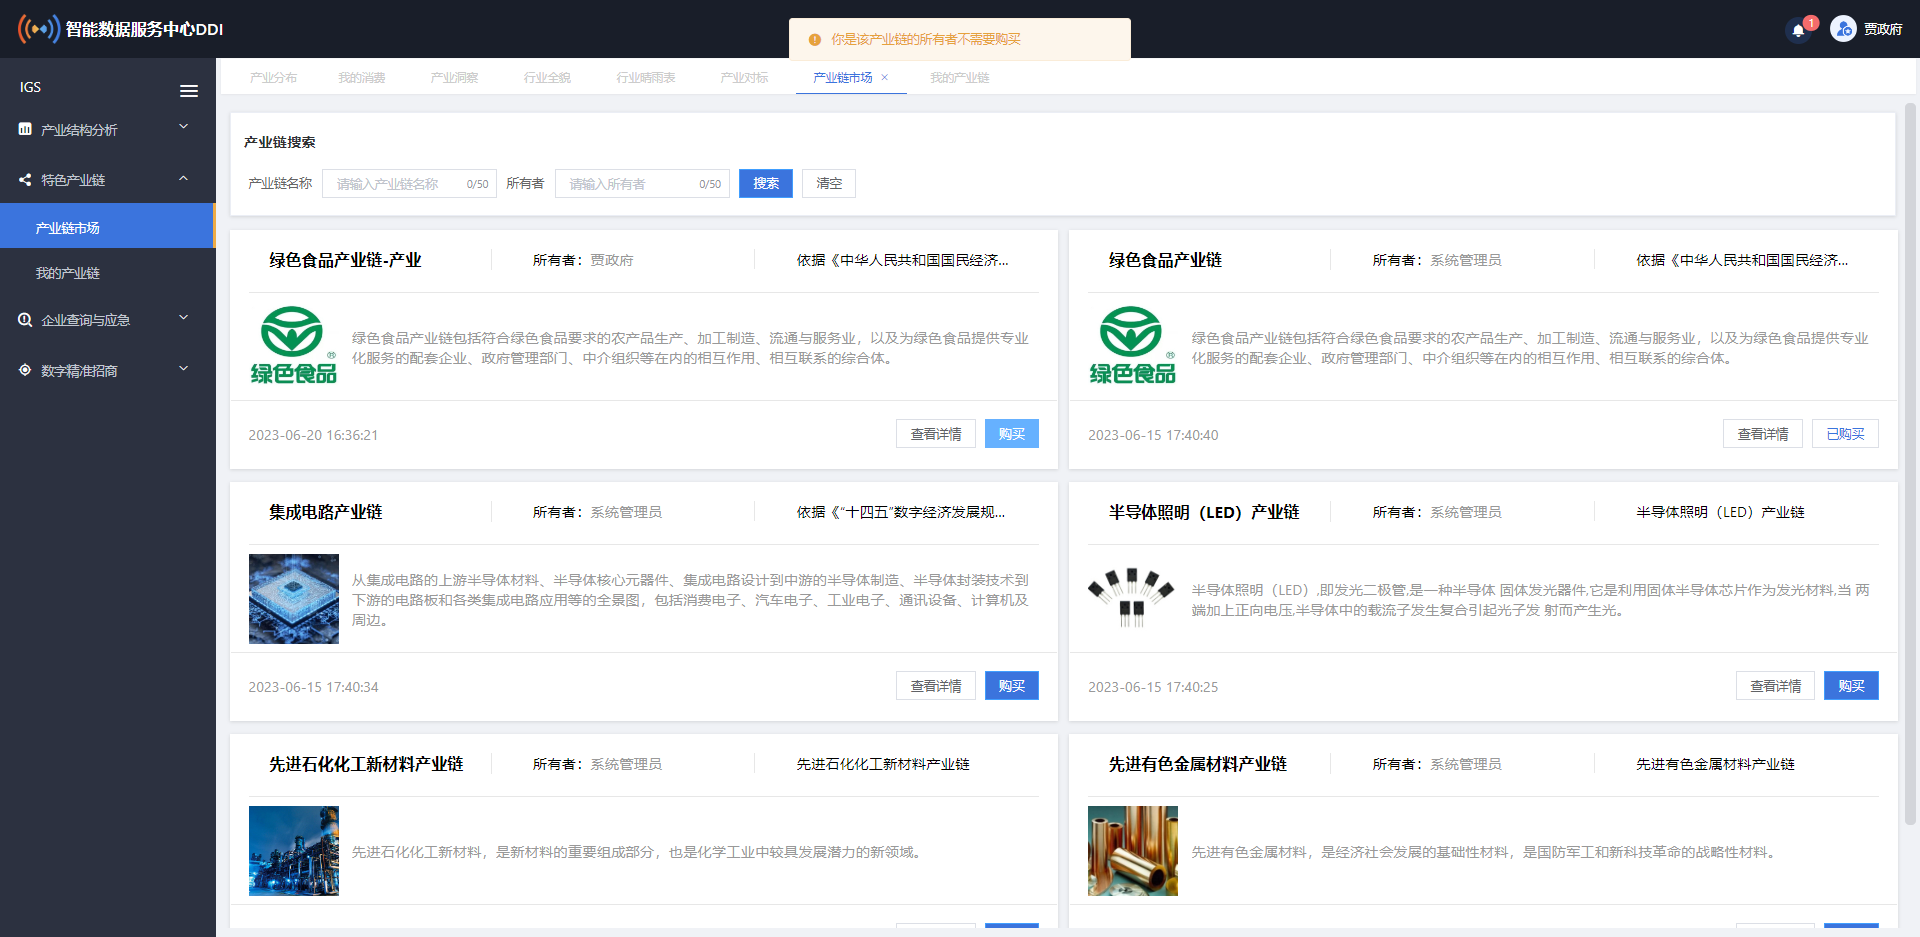 智能数据服务中心DDI
你是该产业链的所有者不需要购买
1
贾政府
IGS
产业结构分析
特色产业链
产业链市场
我的产业链
企业查询与应急
数字精准招商
产业分布 我的消费 产业洞察 行业全貌 行业晴雨表 产业对标 产业链市场 × 我的产业链
产业链搜索
产业链名称 请输入产业链名称 0/50 所有者 请输入所有者 0/50 搜索 清空
绿色食品产业链-产业 所有者：贾政府 依据《中华人民共和国国民经济...
绿色食品
®
绿色食品产业链包括符合绿色食品要求的农产品生产、加工制造、流通与服务业，以及为绿色食品提供专业
化服务的配套企业、政府管理部门、中介组织等在内的相互作用、相互联系的综合体。
2023-06-20 16:36:21 查看详情 购买
绿色食品产业链 所有者：系统管理员 依据《中华人民共和国国民经济...
绿色食品
®
绿色食品产业链包括符合绿色食品要求的农产品生产、加工制造、流通与服务业，以及为绿色食品提供专业
化服务的配套企业、政府管理部门、中介组织等在内的相互作用、相互联系的综合体。
2023-06-15 17:40:40 查看详情 已购买
集成电路产业链 所有者：系统管理员 依据《“十四五”数字经济发展规...
从集成电路的上游半导体材料、半导体核心元器件、集成电路设计到中游的半导体制造、半导体封装技术到
下游的电路板和各类集成电路应用等的全景图，包括消费电子、汽车电子、工业电子、通讯设备、计算机及
周边。
2023-06-15 17:40:34 查看详情 购买
半导体照明（LED）产业链 所有者：系统管理员 半导体照明（LED）产业链
半导体照明（LED）,即发光二极管,是一种半导体 固体发光器件,它是利用固体半导体芯片作为发光材料,当 两
端加上正向电压,半导体中的载流子发生复合引起光子发 射而产生光。
2023-06-15 17:40:25 查看详情 购买
先进石化化工新材料产业链 所有者：系统管理员 先进石化化工新材料产业链
先进石化化工新材料，是新材料的重要组成部分，也是化学工业中较具发展潜力的新领域。
先进有色金属材料产业链 所有者：系统管理员 先进有色金属材料产业链
先进有色金属材料，是经济社会发展的基础性材料，是国防军工和新科技革命的战略性材料。